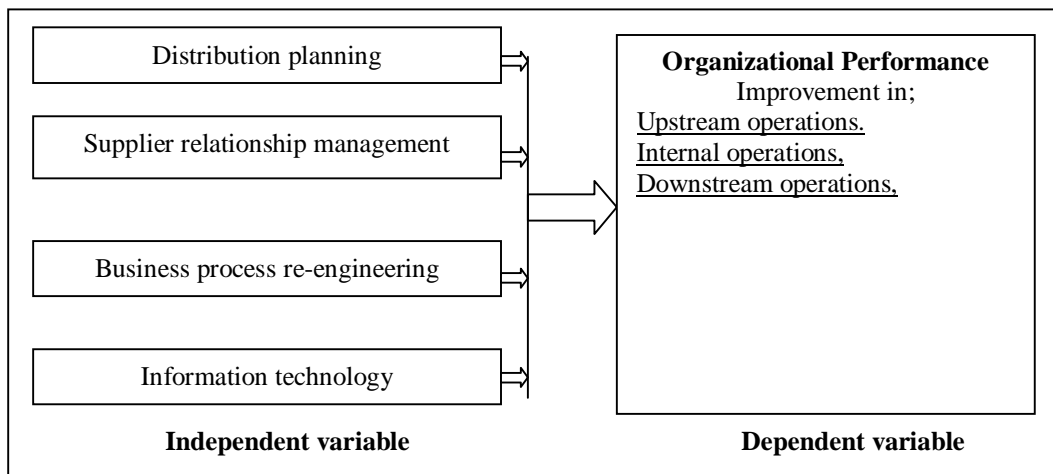 Distribution planning
Supplier relationship management
Business process re-engineering
Information technology
Independent variable
Organizational Performance
Improvement in;
Upstream operations.
Internal operations,
Downstream operations,
Dependent variable